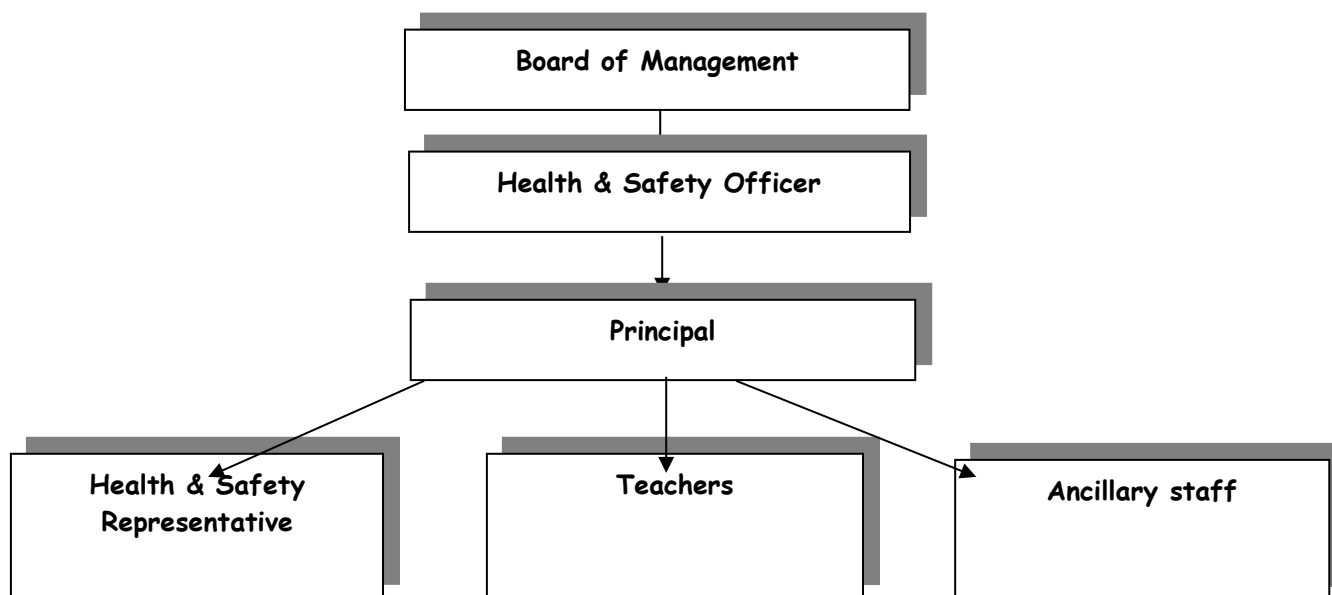 Board of Management
Health & Safety Officer
Principal
Health & Safety
Representative
Teachers
Ancillary staff